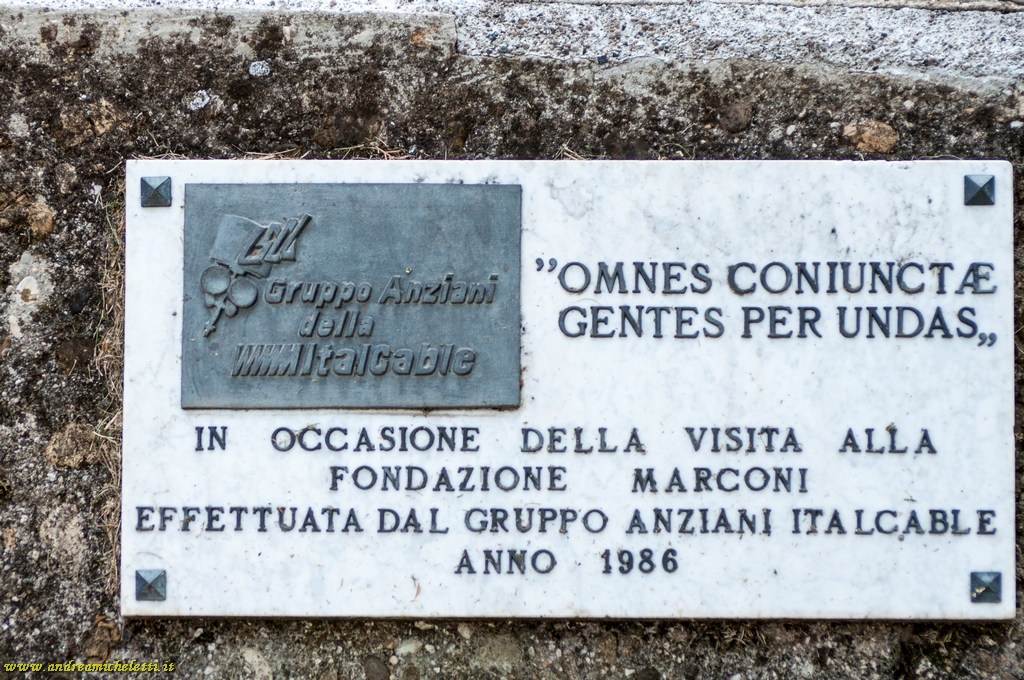 Gruppo Anziani
della
ItalCable
”OMNES CONIUNCTÆ
GENTES PER UNDAS„
IN OCCASIONE DELLA VISITA ALLA
FONDAZIONE MARCONI
EFFETTUATA DAL GRUPPO ANZIANI ITALCABLE
ANNO 1986
www.andreamicheletti.it